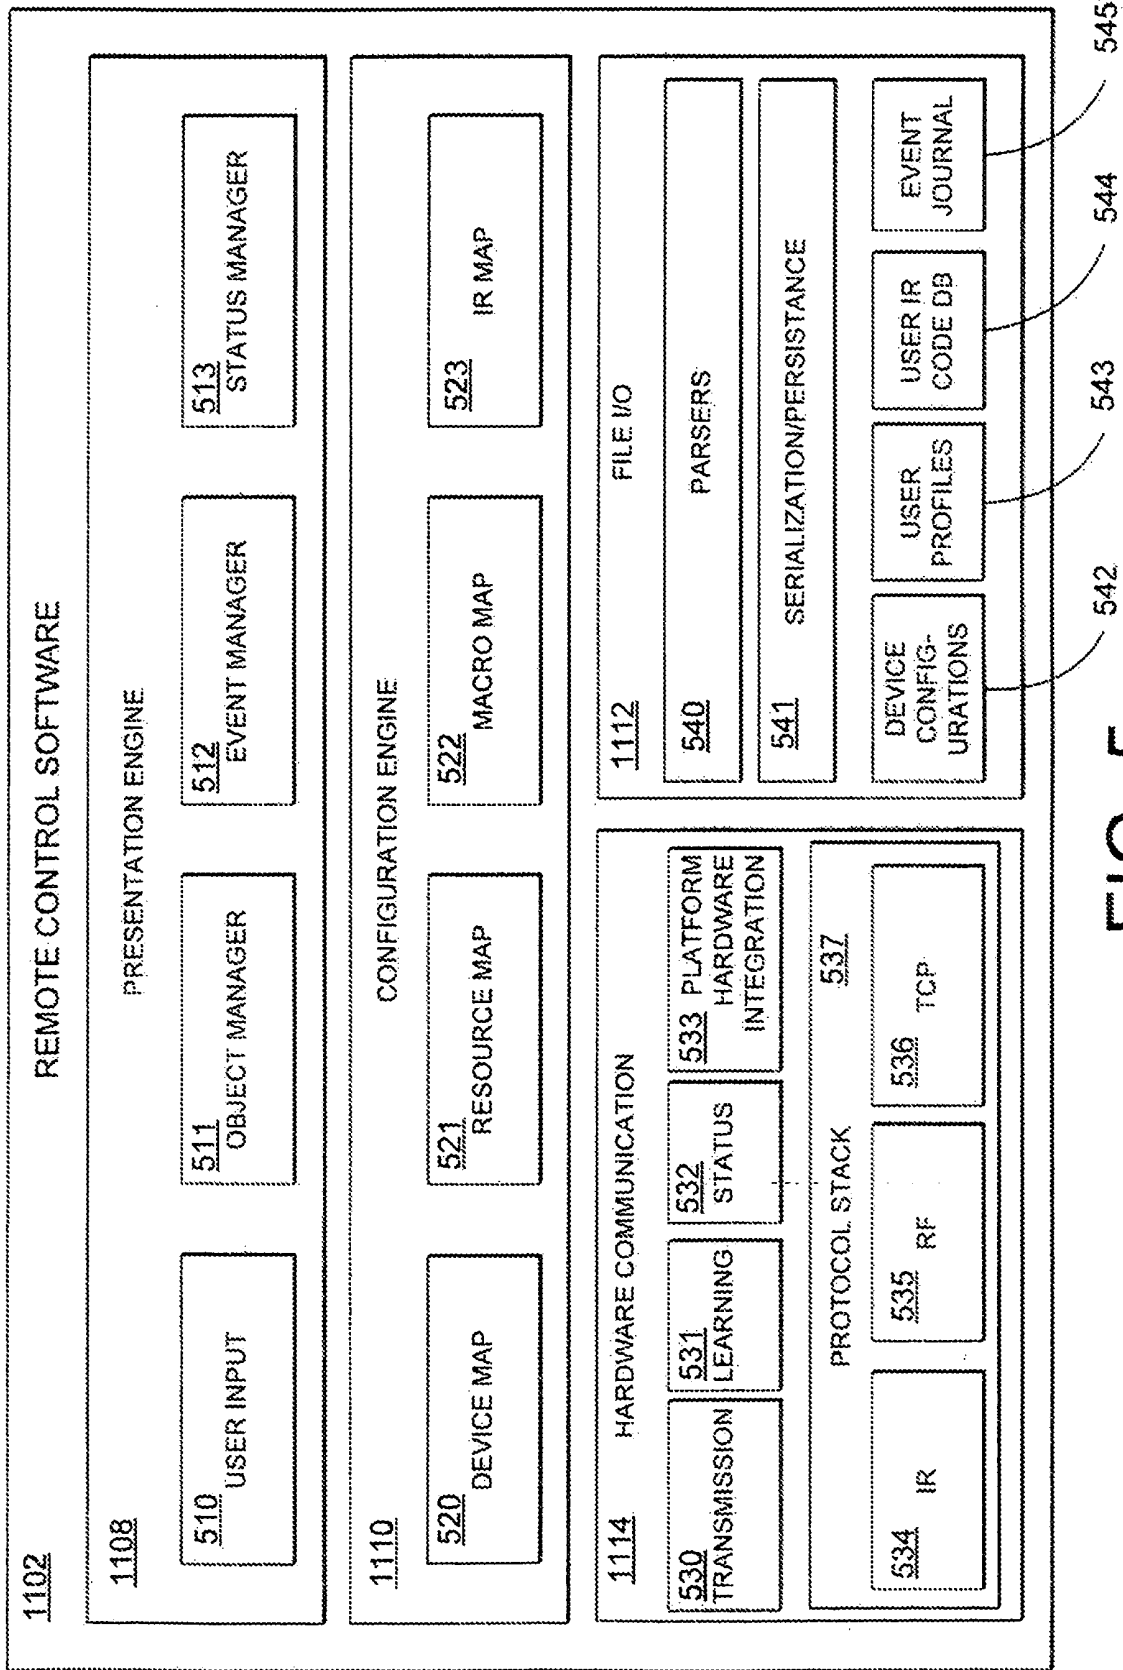 1102
REMOTE CONTROL SOFTWARE
1108
PRESENTATION ENGINE
510
USER INPUT
511
OBJECT MANAGER
512
EVENT MANAGER
513
STATUS MANAGER
1110
CONFIGURATION ENGINE
520
DEVICE MAP
521
RESOURCE MAP
522
MACRO MAP
523
IR MAP
1114
HARDWARE COMMUNICATION
530
TRANSMISSION
531
LEARNING
532
STATUS
533 PLATFORM
HARDWARE
INTEGRATION
PROTOCOL STACK
537
534
IR
535
RF
536
TCP
1112
FILE I/O
540
PARSERS
541
SERIALIZATION/PERSISTANCE
DEVICE
CONFIG-
URATIONS
USER
PROFILES
USER IR
CODE DB
EVENT
JOURNAL
542
543
544
545